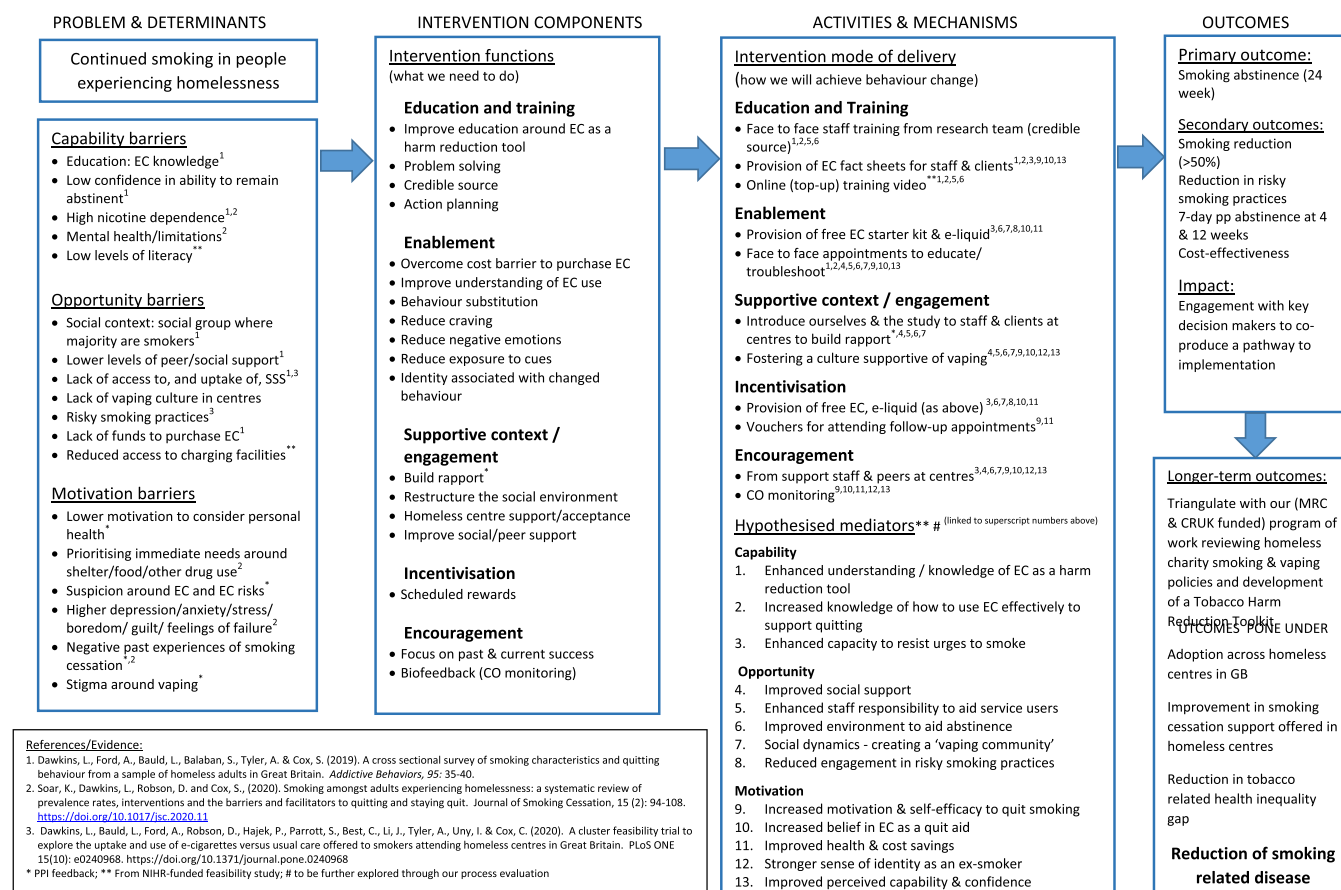 PROBLEM & DETERMINANTS
Continued smoking in people
experiencing homelessness
Capability barriers
• Education: EC knowledge1
• Low confidence in ability to remain
abstinent1
• High nicotine dependence1,2
• Mental health/limitations2
• Low levels of literacy**
Opportunity barriers
• Social context: social group where
majority are smokers1
• Lower levels of peer/social support1
• Lack of access to, and uptake of, SSS1,3
• Lack of vaping culture in centres
• Risky smoking practices3
• Lack of funds to purchase EC1
• Reduced access to charging facilities**
Motivation barriers
• Lower motivation to consider personal
health*
• Prioritising immediate needs around
shelter/food/other drug use2
• Suspicion around EC and EC risks*
• Higher depression/anxiety/stress/
boredom/ guilt/ feelings of failure2
• Negative past experiences of smoking
cessation*,2
• Stigma around vaping*
INTERVENTION COMPONENTS
Intervention functions
(what we need to do)
Education and training
• Improve education around EC as a
harm reduction tool
• Problem solving
• Credible source
• Action planning
Enablement
• Overcome cost barrier to purchase EC
• Improve understanding of EC use
• Behaviour substitution
• Reduce craving
• Reduce negative emotions
• Reduce exposure to cues
• Identity associated with changed
behaviour
Supportive context /
engagement
• Build rapport*
• Restructure the social environment
• Homeless centre support/acceptance
• Improve social/peer support
Incentivisation
• Scheduled rewards
Encouragement
• Focus on past & current success
• Biofeedback (CO monitoring)
ACTIVITIES & MECHANISMS
Intervention mode of delivery
(how we will achieve behaviour change)
Education and Training
• Face to face staff training from research team (credible
source)1,2,5,6
• Provision of EC fact sheets for staff & clients1,2,3,9,10,13
• Online (top-up) training video**1,2,5,6
Enablement
• Provision of free EC starter kit & e-liquid3,6,7,8,10,11
• Face to face appointments to educate/
troubleshoot1,2,4,5,6,7,9,10,13
Supportive context / engagement
• Introduce ourselves & the study to staff & clients at
centres to build rapport*,4,5,6,7
• Fostering a culture supportive of vaping4,5,6,7,9,10,12,13
Incentivisation
• Provision of free EC, e-liquid (as above) 3,6,7,8,10,11
• Vouchers for attending follow-up appointments9,11
Encouragement
• From support staff & peers at centres3,4,6,7,9,10,12,13
• CO monitoring9,10,11,12,13
Hypothesised mediators** # (linked to superscript numbers above)
Capability
1. Enhanced understanding / knowledge of EC as a harm
reduction tool
2. Increased knowledge of how to use EC effectively to
support quitting
3. Enhanced capacity to resist urges to smoke
Opportunity
4. Improved social support
5. Enhanced staff responsibility to aid service users
6. Improved environment to aid abstinence
7. Social dynamics - creating a ‘vaping community’
8. Reduced engagement in risky smoking practices
Motivation
9. Increased motivation & self-efficacy to quit smoking
10. Increased belief in EC as a quit aid
11. Improved health & cost savings
12. Stronger sense of identity as an ex-smoker
13. Improved perceived capability & confidence
OUTCOMES
Primary outcome:
Smoking abstinence (24
week)
Secondary outcomes:
Smoking reduction
(>50%)
Reduction in risky
smoking practices
7-day pp abstinence at 4
& 12 weeks
Cost-effectiveness
Impact:
Engagement with key
decision makers to co-
produce a pathway to
implementation
Longer-term outcomes:
Triangulate with our (MRC
& CRUK funded) program of
work reviewing homeless
charity smoking & vaping
policies and development
of a Tobacco Harm
Reduction Toolkit
UTCOMES PONE UNDER
Adoption across homeless
centres in GB
Improvement in smoking
cessation support offered in
homeless centres
Reduction in tobacco
related health inequality
gap
Reduction of smoking
related disease
References/Evidence:
1. Dawkins, L., Ford, A., Bauld, L., Balaban, S., Tyler, A. & Cox, S. (2019). A cross sectional survey of smoking characteristics and quitting
behaviour from a sample of homeless adults in Great Britain. Addictive Behaviors, 95: 35-40.
2. Soar, K., Dawkins, L., Robson, D. and Cox, S., (2020). Smoking amongst adults experiencing homelessness: a systematic review of
prevalence rates, interventions and the barriers and facilitators to quitting and staying quit. Journal of Smoking Cessation, 15 (2): 94-108.
https://doi.org/10.1017/jsc.2020.11
3. Dawkins, L., Bauld, L., Ford, A., Robson, D., Hajek, P., Parrott, S., Best, C., Li, J., Tyler, A., Uny, I. & Cox, C. (2020). A cluster feasibility trial to
explore the uptake and use of e-cigarettes versus usual care offered to smokers attending homeless centres in Great Britain. PLoS ONE
15(10): e0240968. https://doi.org/10.1371/journal.pone.0240968
* PPI feedback; ** From NIHR-funded feasibility study; # to be further explored through our process evaluation